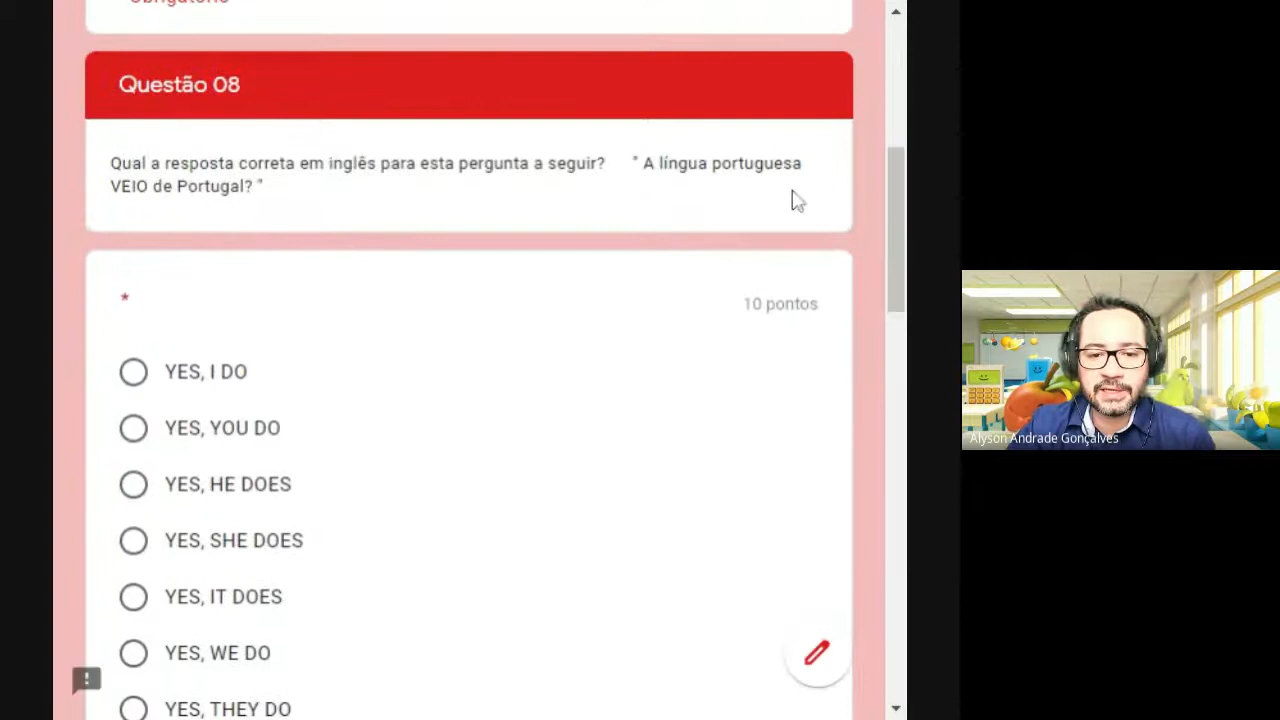 Obrigatório
Questão 08
Qual a resposta correta em inglês para esta pergunta a seguir? " A língua portuguesa
VEIO de Portugal? "
*
10 pontos
YES, I DO
YES, YOU DO
YES, HE DOES
YES, SHE DOES
YES, IT DOES
YES, WE DO
YES, THEY DO
Alyson Andrade Gonçalves